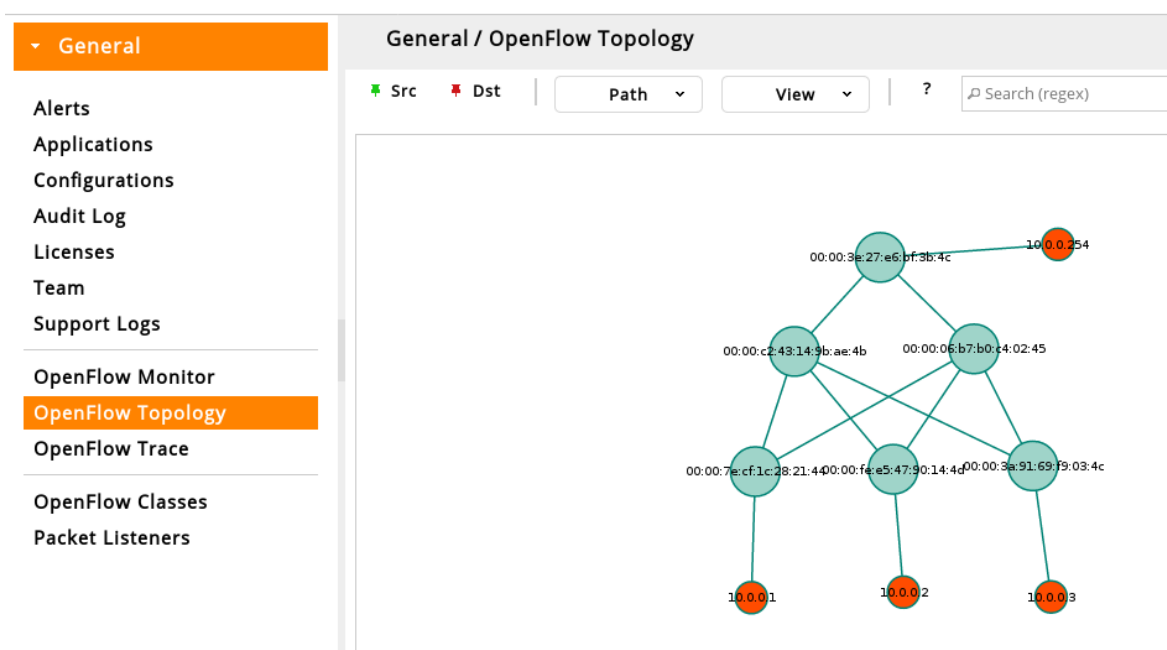 General
General / OpenFlow Topology
Src
Dst
Path
View
?
Search (regex)
Alerts
Applications
Configurations
Audit Log
Licenses
Team
Support Logs
OpenFlow Monitor
OpenFlow Topology
OpenFlow Trace
OpenFlow Classes
Packet Listeners
10.0.0.254
00:00:3e:27:e6:bf:3b:4c
00:00:c2:43:14:9b:ae:4b
00:00:06:b7:b0:c4:02:45
00:00:7e:cf:1c:28:21:44
00:00:fe:e5:47:90:14:4d
00:00:3a:91:69:f9:03:4c
10.0.0.1
10.0.0.2
10.0.0.3